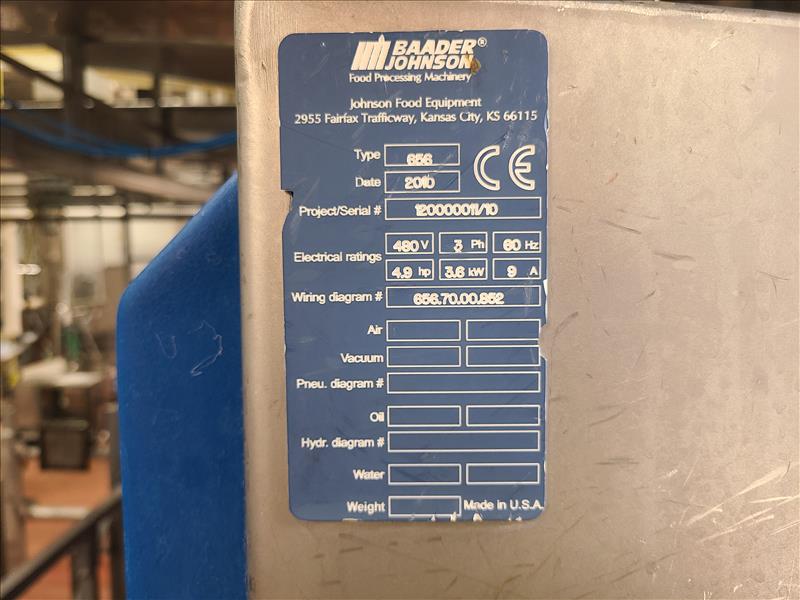 BAADER®
JOHNSON
Food Processing Machinery
Johnson Food Equipment
2955 Fairfax Trafficway, Kansas City, KS 66115
Type 656
Date 2010
CE
Project/Serial # 120000011/10
Electrical ratings 480 V 3 Ph 60 Hz
4.9 hp 3.6 kW 9 A
Wiring diagram # 656.70.00.852
Air
Vacuum
Pneu. diagram #
Oil
Hydr. diagram #
Water
Weight Made in U.S.A.